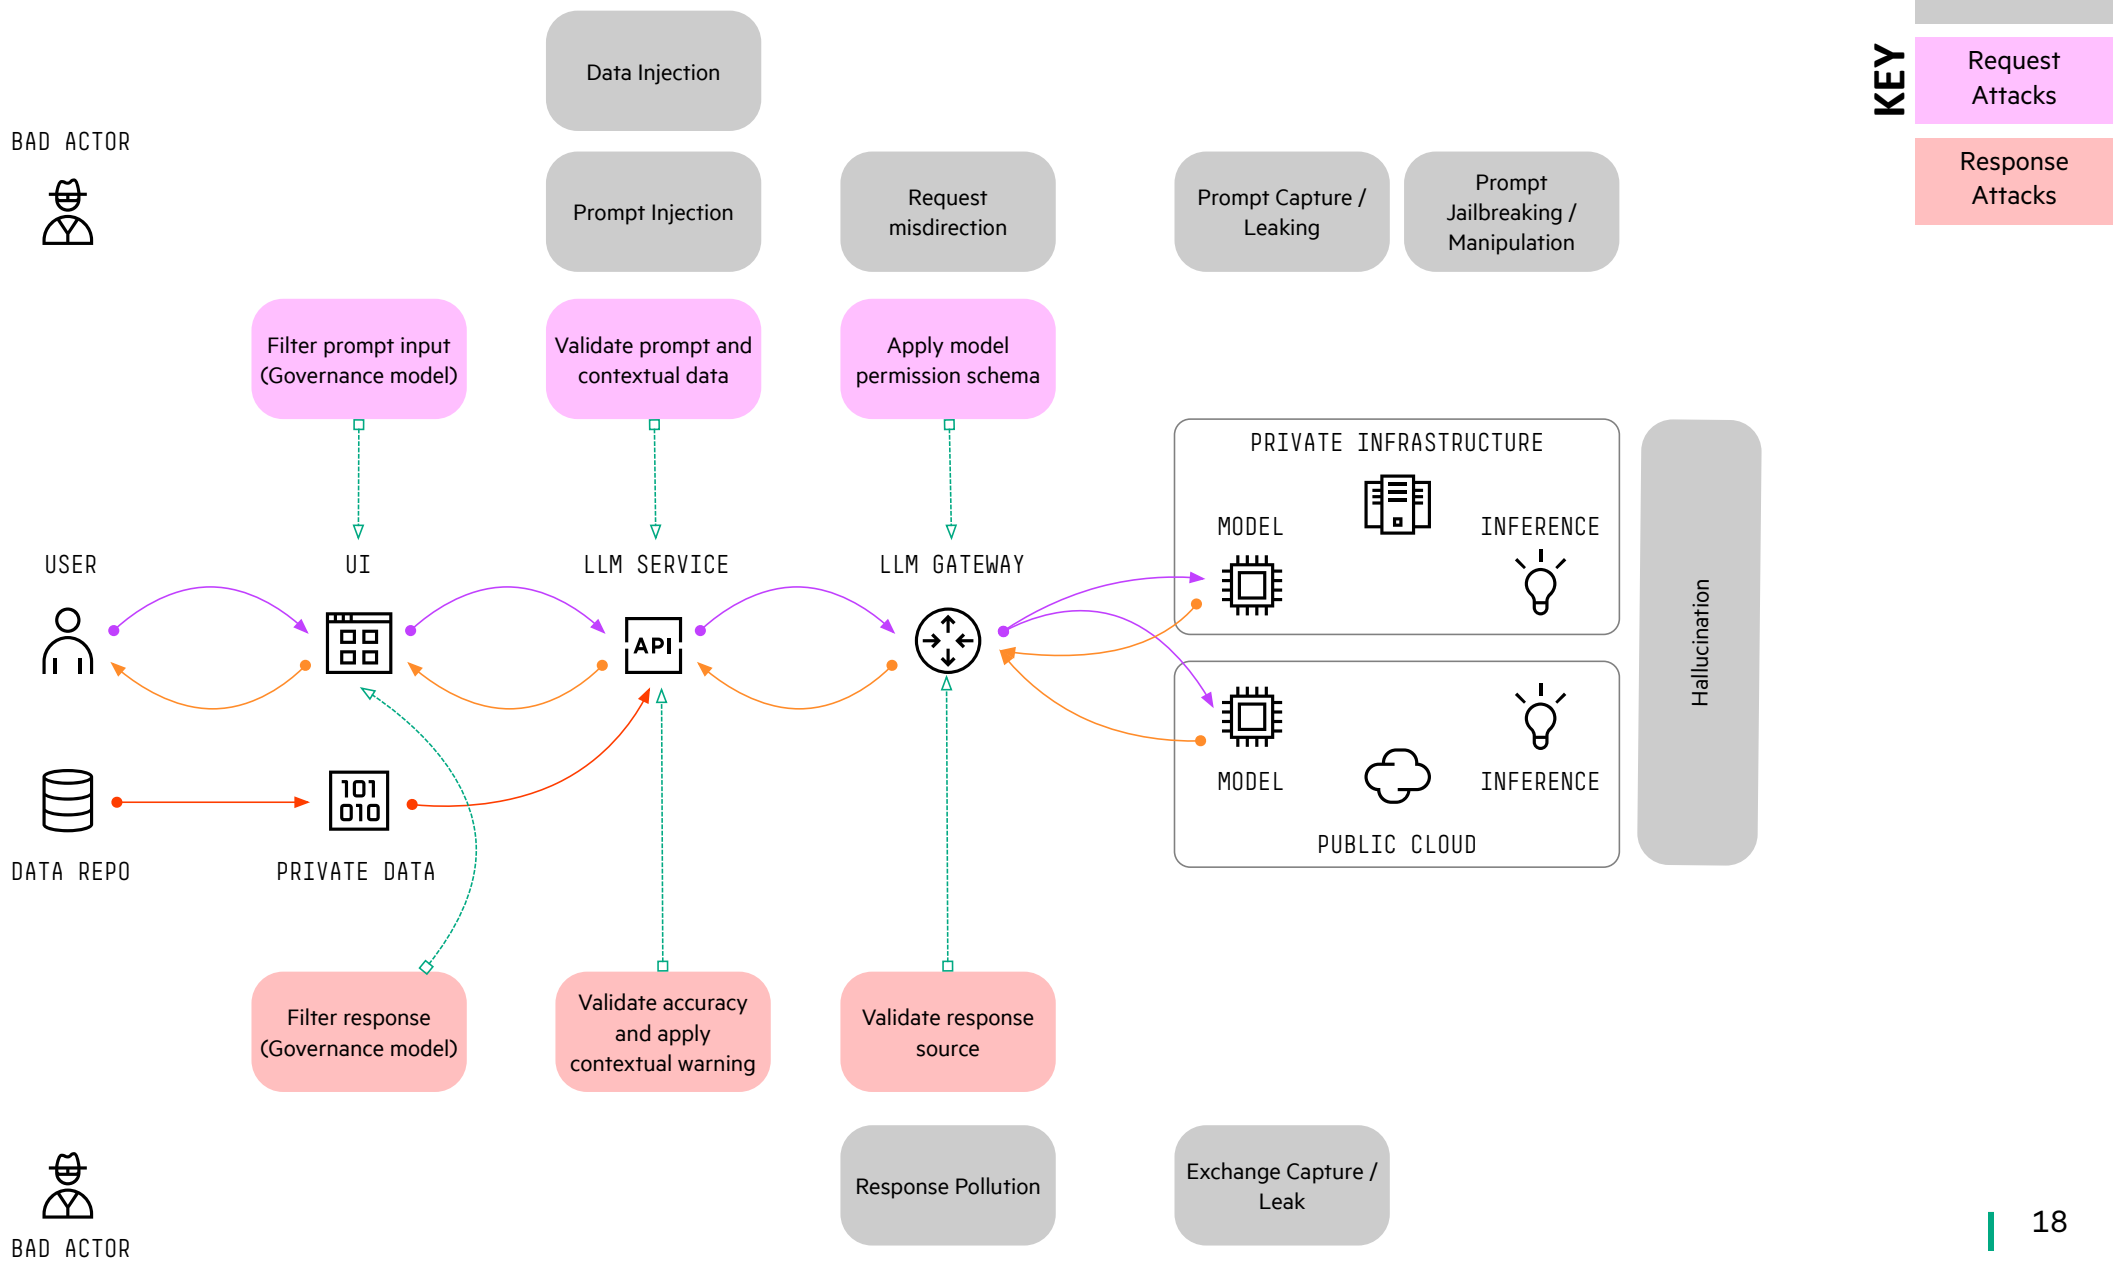 Data Injection
KEY
Request
Attacks
Response
Attacks
BAD ACTOR
Prompt Injection
Request
misdirection
Prompt Capture /
Leaking
Prompt
Jailbreaking /
Manipulation
Filter prompt input
(Governance model)
Validate prompt and
contextual data
Apply model
permission schema
PRIVATE INFRASTRUCTURE
MODEL
INFERENCE
USER
UI
LLM SERVICE
LLM GATEWAY
API
Hallucination
MODEL
INFERENCE
PUBLIC CLOUD
101
010
DATA REPO
PRIVATE DATA
Filter response
(Governance model)
Validate accuracy
and apply
contextual warning
Validate response
source
Response Pollution
Exchange Capture /
Leak
BAD ACTOR
18